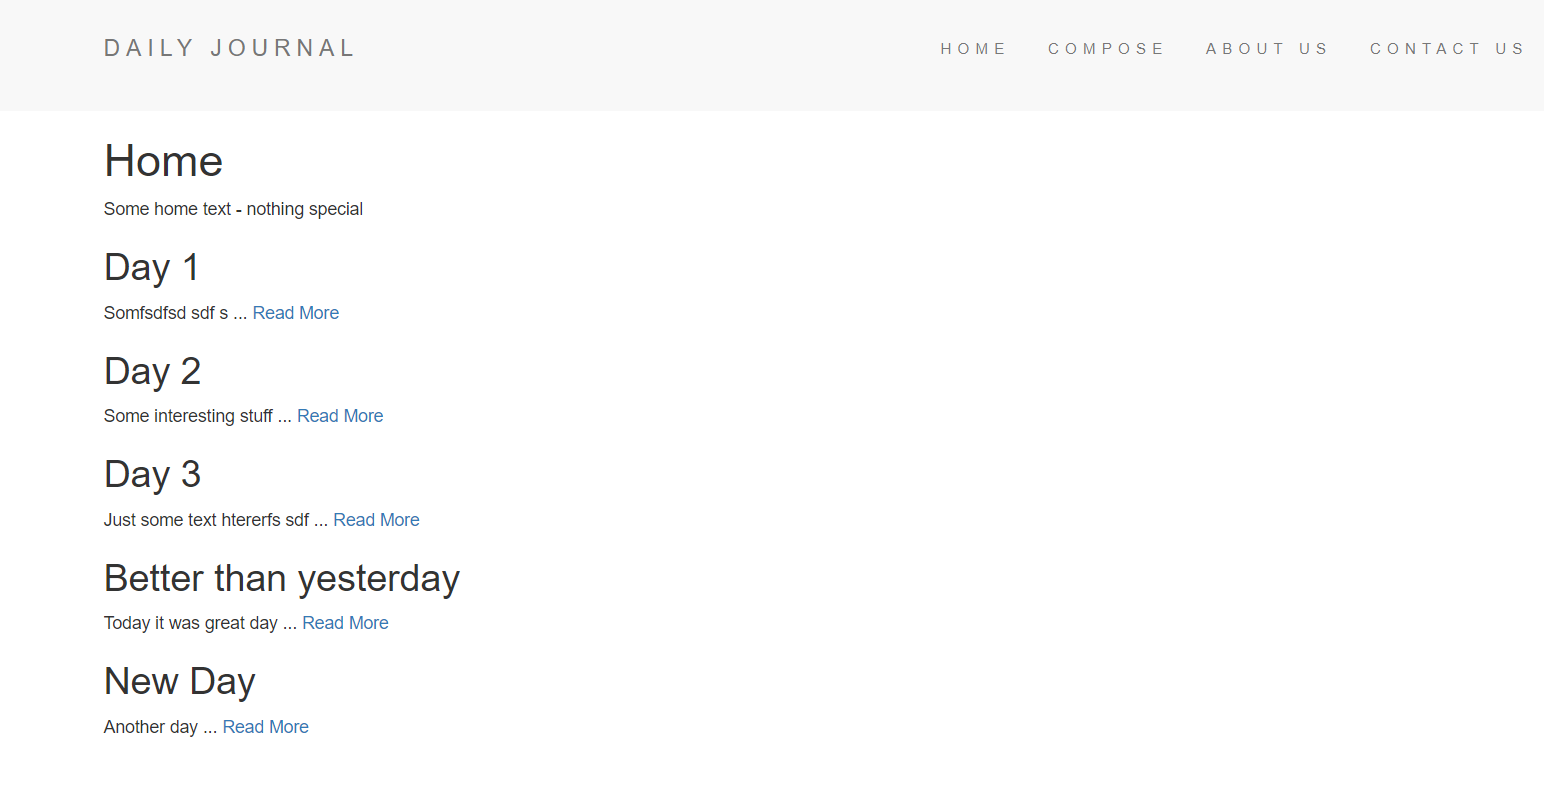 DAILY JOURNAL HOME COMPOSE ABOUT US CONTACT US
Home
Some home text - nothing special
Day 1
Somfsdfsd sdf s ... Read More
Day 2
Some interesting stuff ... Read More
Day 3
Just some text htererfs sdf ... Read More
Better than yesterday
Today it was great day ... Read More
New Day
Another day ... Read More